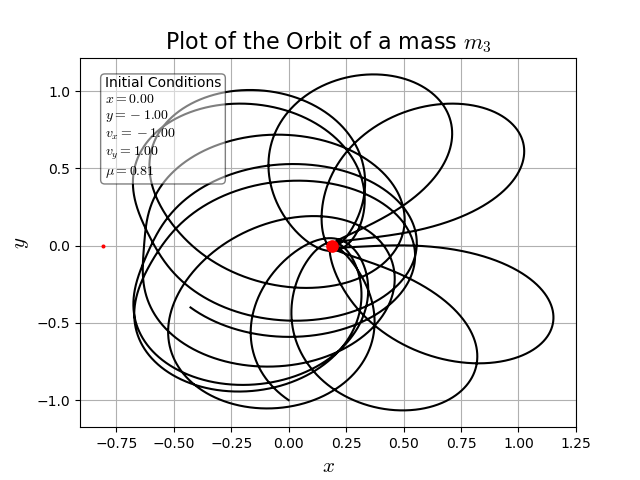 Plot of the Orbit of a mass m₃
Initial Conditions
x = 0.00
y = −1.00
vₓ = −1.00
v_y = 1.00
μ = 0.81
y
1.0
0.5
0.0
−0.5
−1.0
−0.75 −0.50 −0.25 0.00 0.25 0.50 0.75 1.00 1.25
x